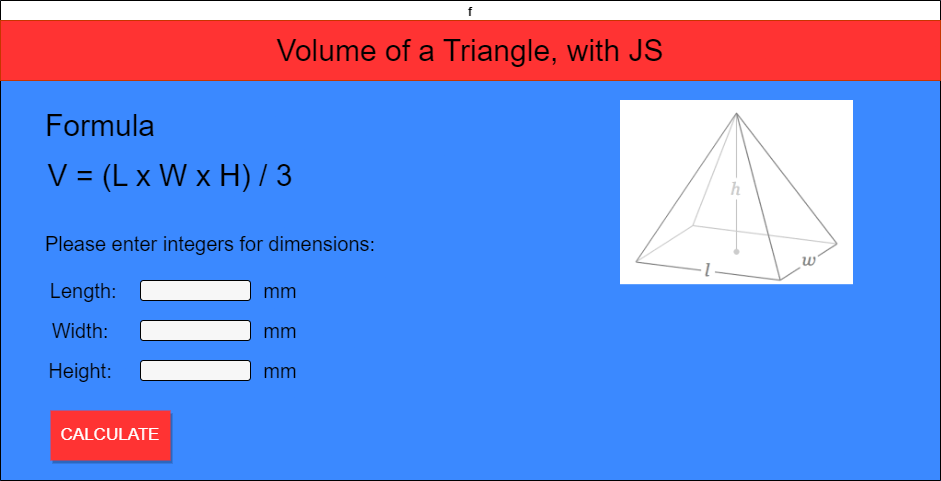 f
Volume of a Triangle, with JS
Formula
V = (L x W x H) / 3
Please enter integers for dimensions:
Length: mm
Width: mm
Height: mm
CALCULATE
h
l
w